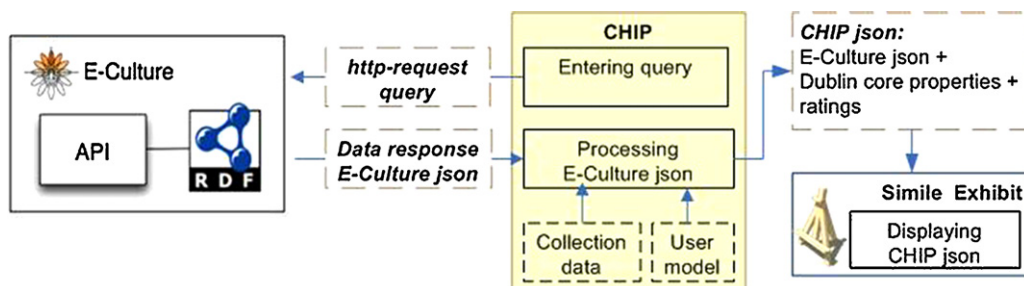 E-Culture
API
RDF
http-request
query
Data response
E-Culture json
CHIP
Entering query
Processing
E-Culture json
Collection
data
User
model
CHIP json:
E-Culture json +
Dublin core properties +
ratings
Simile Exhibit
Displaying
CHIP json